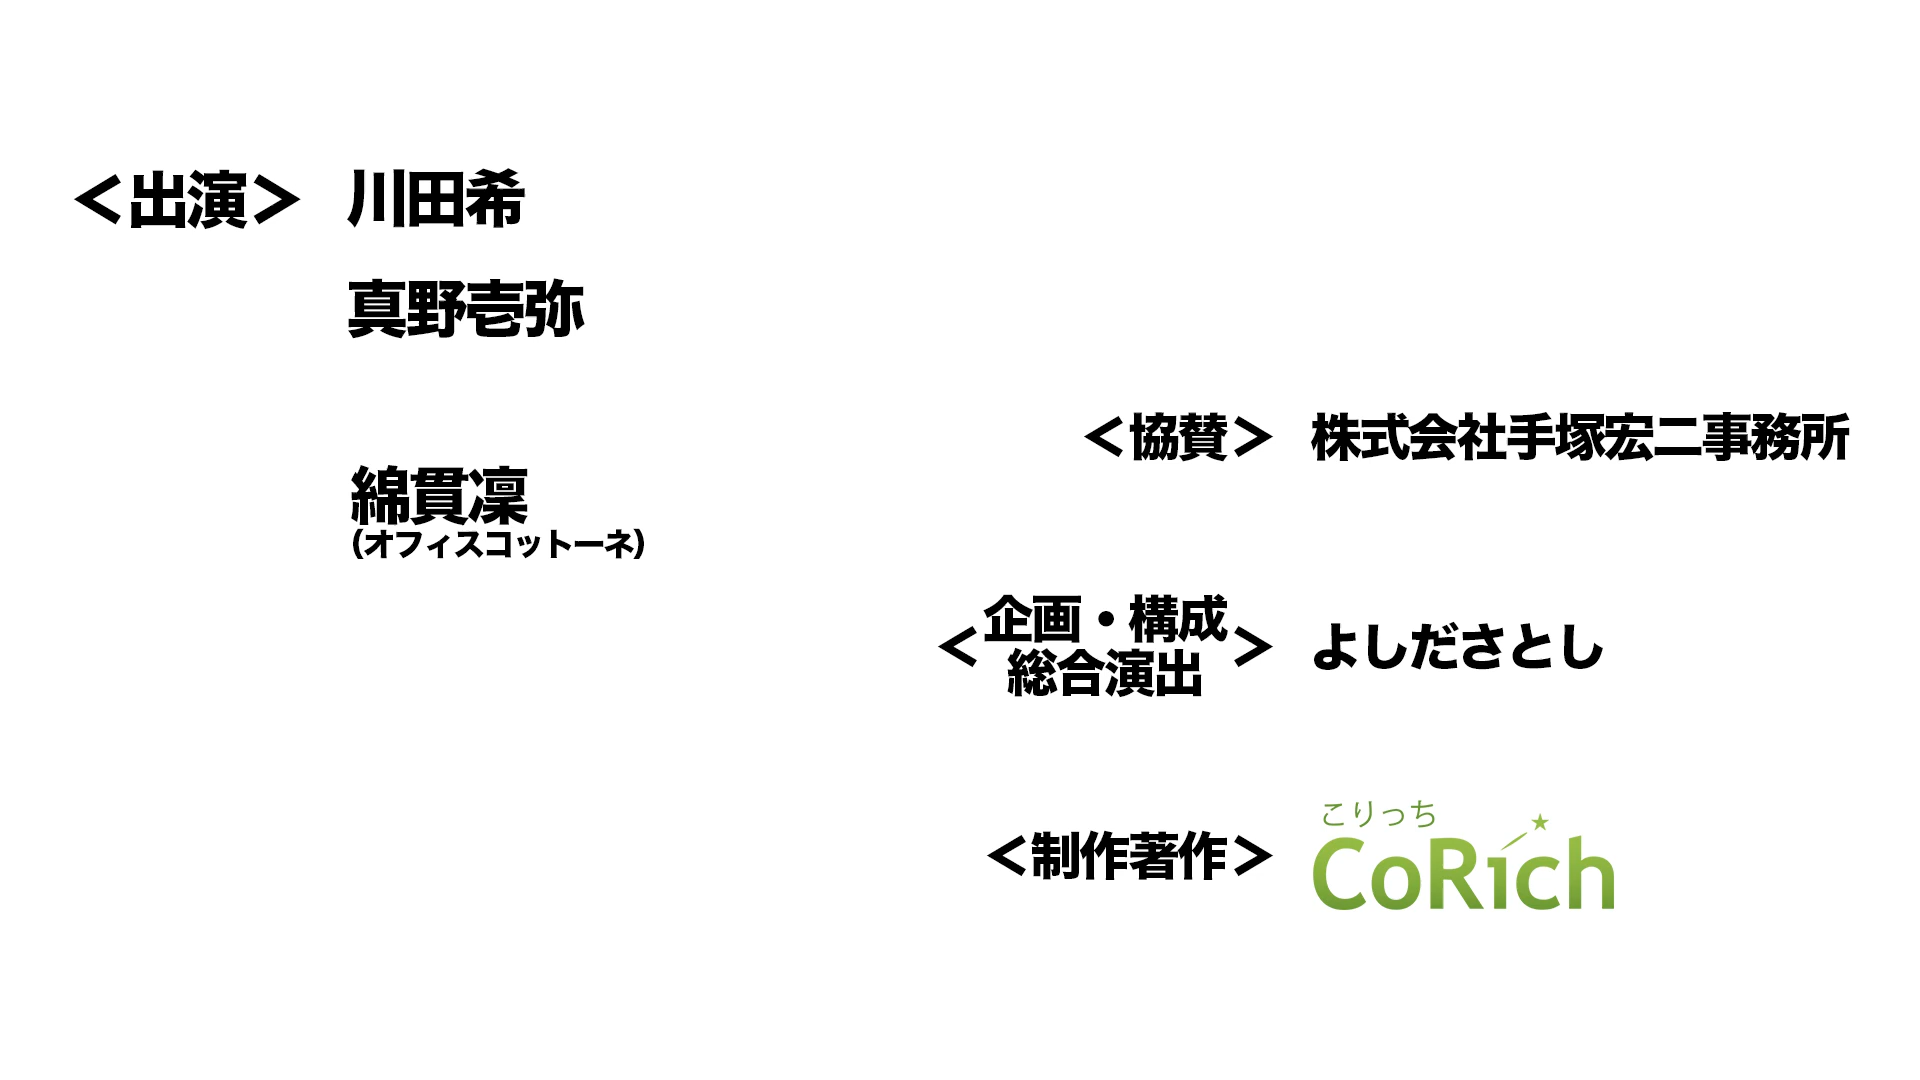 ＜出演＞ 川田希
真野壱弥
綿貫凜
（オフィスコットーネ）
＜協賛＞ 株式会社手塚宏二事務所
＜企画・構成
総合演出＞ よしださとし
＜制作著作＞ こりっち
CoRich